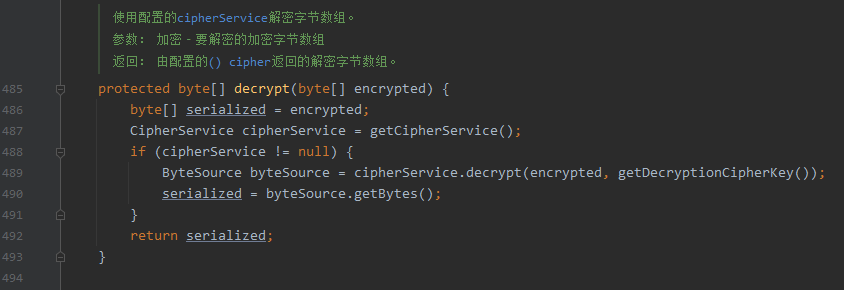 使用配置的cipherService解密字节数组。
参数: 加密 - 要解密的加密字节数组
返回: 由配置的() cipher返回的解密字节数组。
485 protected byte[] decrypt(byte[] encrypted) {
486 byte[] serialized = encrypted;
487 CipherService cipherService = getCipherService();
488 if (cipherService != null) {
489 ByteSource byteSource = cipherService.decrypt(encrypted, getDecryptionCipherKey());
490 serialized = byteSource.getBytes();
491 }
492 return serialized;
493 }
494